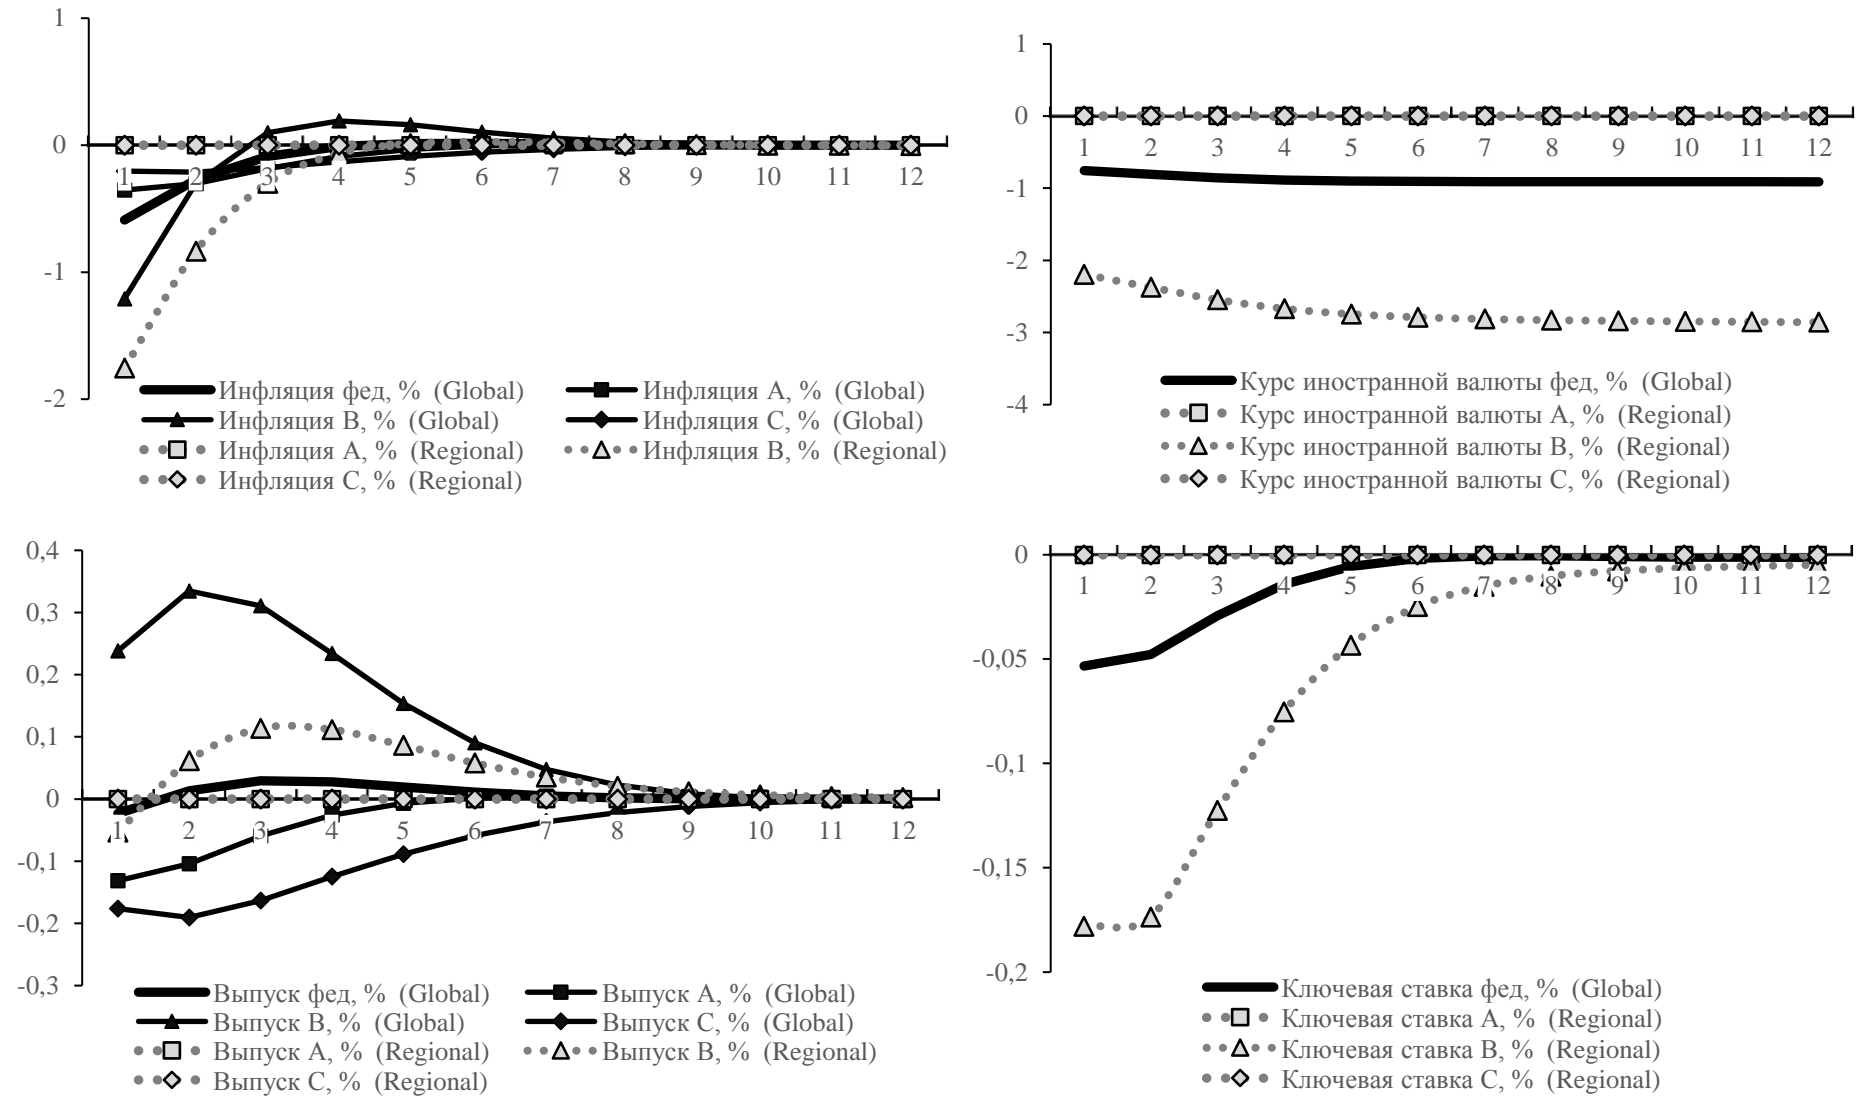 1
0
-1
-2
1 2 3 4 5 6 7 8 9 10 11 12
Инфляция фед, % (Global) Инфляция A, % (Global)
Инфляция B, % (Global) Инфляция C, % (Global)
Инфляция A, % (Regional) Инфляция B, % (Regional)
Инфляция C, % (Regional)
1
0
-1
-2
-3
-4
1 2 3 4 5 6 7 8 9 10 11 12
Курс иностранной валюты фед, % (Global)
Курс иностранной валюты A, % (Regional)
Курс иностранной валюты B, % (Regional)
Курс иностранной валюты C, % (Regional)
0,4
0,3
0,2
0,1
0
-0,1
-0,2
-0,3
1 2 3 4 5 6 7 8 9 10 11 12
Выпуск фед, % (Global) Выпуск A, % (Global)
Выпуск B, % (Global) Выпуск C, % (Global)
Выпуск A, % (Regional) Выпуск B, % (Regional)
Выпуск C, % (Regional)
0
-0,05
-0,1
-0,15
-0,2
1 2 3 4 5 6 7 8 9 10 11 12
Ключевая ставка фед, % (Global)
Ключевая ставка A, % (Regional)
Ключевая ставка B, % (Regional)
Ключевая ставка C, % (Regional)